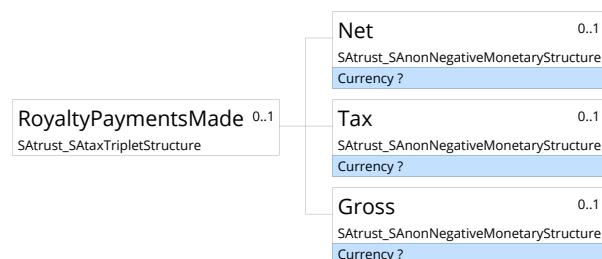 Net 0..1
SAtrust_SAnonNegativeMonetaryStructure
Currency ?
RoyaltyPaymentsMade 0..1
SAtrust_SAtaxTripletStructure
Tax 0..1
SAtrust_SAnonNegativeMonetaryStructure
Currency ?
Gross 0..1
SAtrust_SAnonNegativeMonetaryStructure
Currency ?